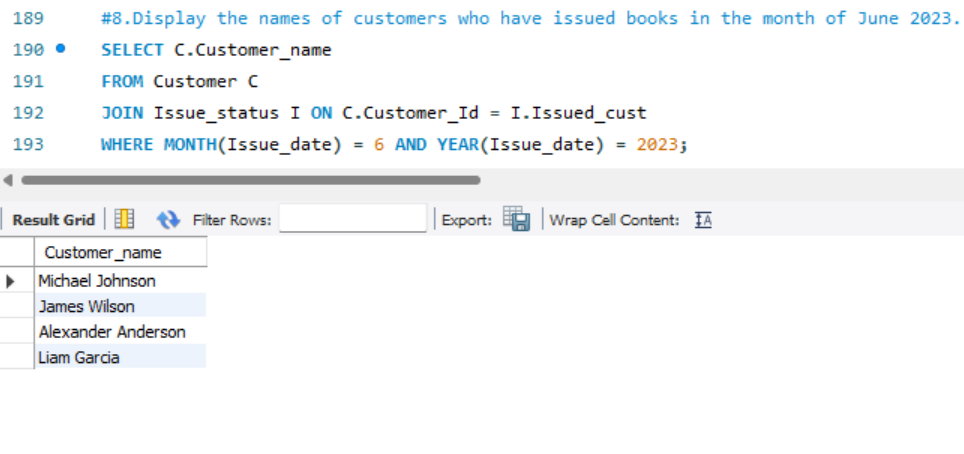 189 #8.Display the names of customers who have issued books in the month of June 2023.
190 SELECT C.Customer_name
191 FROM Customer C
192 JOIN Issue_status I ON C.Customer_Id = I.Issued_cust
193 WHERE MONTH(Issue_date) = 6 AND YEAR(Issue_date) = 2023;
Result Grid Filter Rows: Export: Wrap Cell Content: IA
Customer_name
Michael Johnson
James Wilson
Alexander Anderson
Liam Garcia